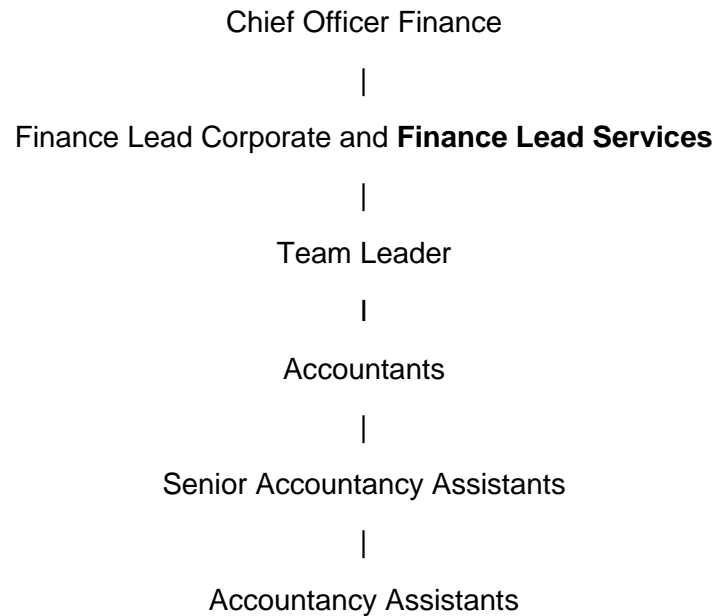 Chief Officer Finance
|
Finance Lead Corporate and Finance Lead Services
|
Team Leader
I
Accountants
|
Senior Accountancy Assistants
|
Accountancy Assistants